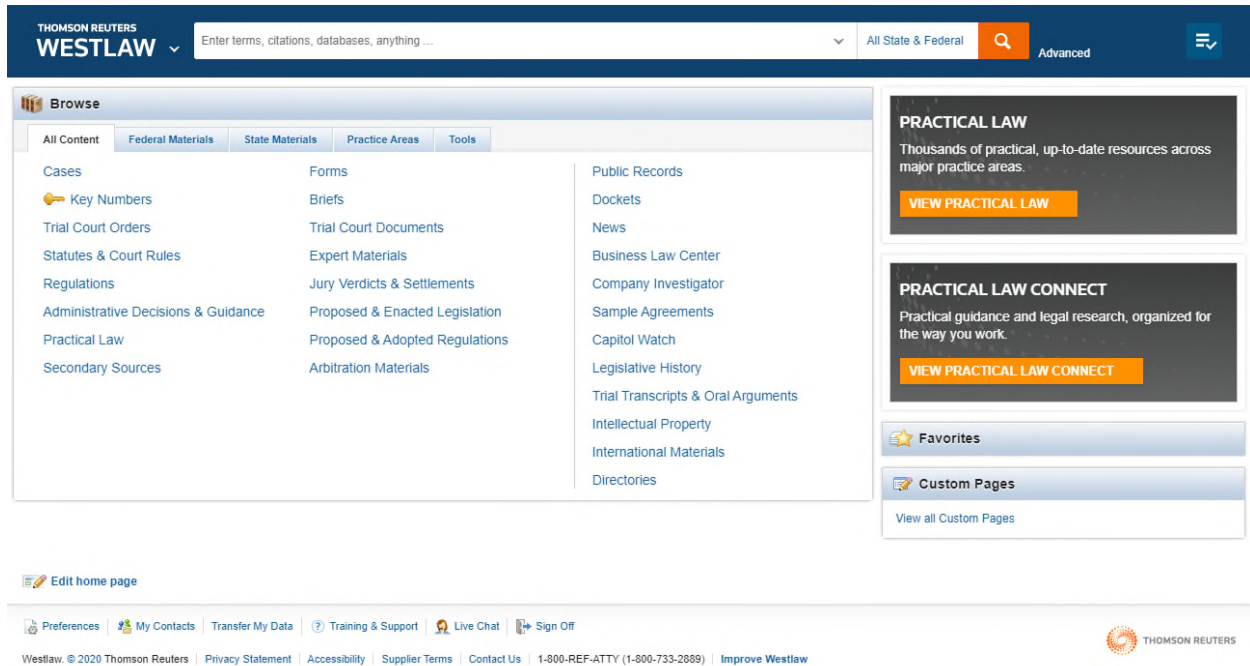 THOMSON REUTERS
WESTLAW
Enter terms, citations, databases, anything ...
All State & Federal
Advanced
Browse
All Content
Federal Materials
State Materials
Practice Areas
Tools
Cases
Key Numbers
Trial Court Orders
Statutes & Court Rules
Regulations
Administrative Decisions & Guidance
Practical Law
Secondary Sources
Forms
Briefs
Trial Court Documents
Expert Materials
Jury Verdicts & Settlements
Proposed & Enacted Legislation
Proposed & Adopted Regulations
Arbitration Materials
Public Records
Dockets
News
Business Law Center
Company Investigator
Sample Agreements
Capitol Watch
Legislative History
Trial Transcripts & Oral Arguments
Intellectual Property
International Materials
Directories
PRACTICAL LAW
Thousands of practical, up-to-date resources across
major practice areas.
VIEW PRACTICAL LAW
PRACTICAL LAW CONNECT
Practical guidance and legal research, organized for
the way you work.
VIEW PRACTICAL LAW CONNECT
Favorites
Custom Pages
View all Custom Pages
Edit home page
Preferences
My Contacts
Transfer My Data
Training & Support
Live Chat
Sign Off
Westlaw. © 2020 Thomson Reuters
Privacy Statement
Accessibility
Supplier Terms
Contact Us
1-800-REF-ATTY (1-800-733-2889)
Improve Westlaw
THOMSON REUTERS